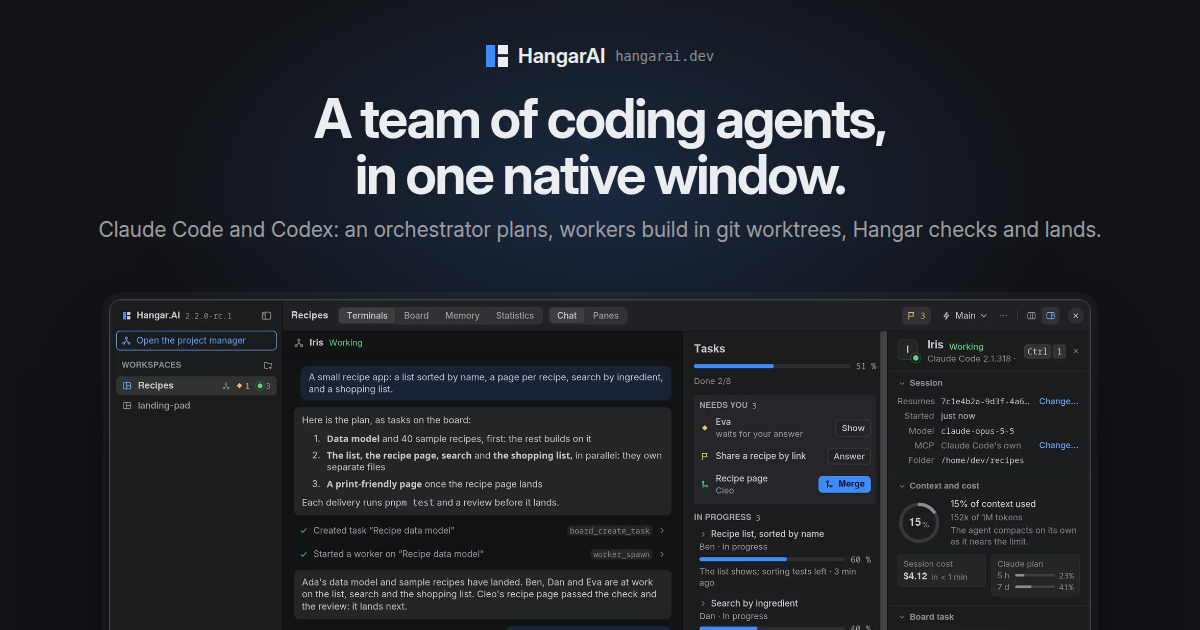 HangarAI hangarai.dev
A team of coding agents,
in one native window.
Claude Code and Codex: an orchestrator plans, workers build in git worktrees, Hangar checks and lands.
Hangar.AI 2.2.0-rc.1
Open the project manager
WORKSPACES
Recipes 1 3
landing-pad
Recipes Terminals Board Memory Statistics Chat Panes 3 Main
Iris Working
A small recipe app: a list sorted by name, a page per recipe, search by ingredient,
and a shopping list.
Here is the plan, as tasks on the board:
1. Data model and 40 sample recipes, first: the rest builds on it
2. The list, the recipe page, search and the shopping list, in parallel: they own
separate files
3. A print-friendly page once the recipe page lands
Each delivery runs pnpm test and a review before it lands.
Created task “Recipe data model” board_create_task
Started a worker on “Recipe data model” worker_spawn
Ada's data model and sample recipes have landed. Ben, Dan and Eva are at work
on the list, search and the shopping list. Cleo's recipe page passed the check and
the review: it lands next.
Tasks
51 %
Done 2/8
NEEDS YOU 3
Eva
waits for your answer
Show
Share a recipe by link
Answer
Recipe page
Cleo
Merge
IN PROGRESS 3
Recipe list, sorted by name
Ben · In progress
60 %
The list shows; sorting tests left · 3 min
ago
Search by ingredient
Dan · In progress
40 %
I Iris Working
Claude Code 2.1.318 ·
Ctrl 1
Session
Resumes 7c1e4b2a-9d3f-4a6… Change...
Started just now
Model claude-opus-5-5
MCP Claude Code's own Change...
Folder /home/dev/recipes
Context and cost
15 %
15% of context used
152k of 1M tokens
The agent compacts on its own
as it nears the limit.
Session cost
$4.12 in < 1 min
Claude plan
5 h 23%
7 d 41%
Board task